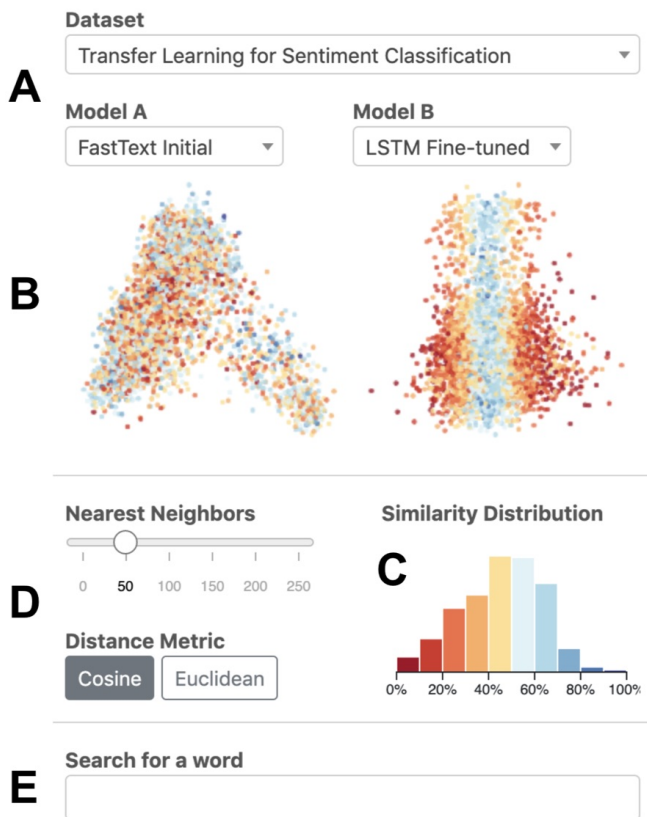 Dataset
A
Transfer Learning for Sentiment Classification
Model A
Model B
FastText Initial
LSTM Fine-tuned
B
Nearest Neighbors
Similarity Distribution
C
0 50 100 150 200 250
D
Distance Metric
Cosine
Euclidean
0% 20% 40% 60% 80% 100%
Search for a word
E